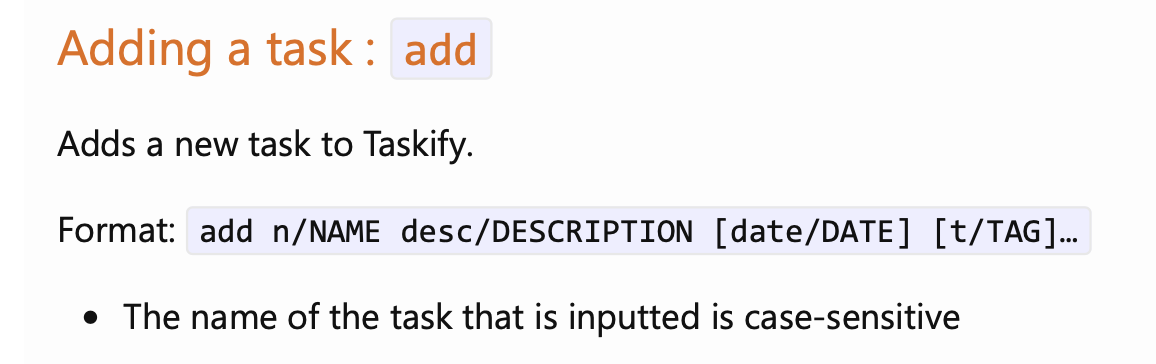 Adding a task : add
Adds a new task to Taskify.
Format: add n/NAME desc/DESCRIPTION [date/DATE] [t/TAG]…
• The name of the task that is inputted is case-sensitive